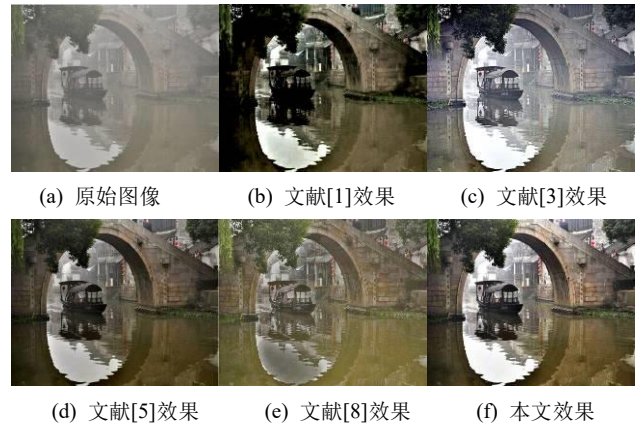 (a) 原始图像
(b) 文献[1]效果
(c) 文献[3]效果
(d) 文献[5]效果
(e) 文献[8]效果
(f) 本文效果